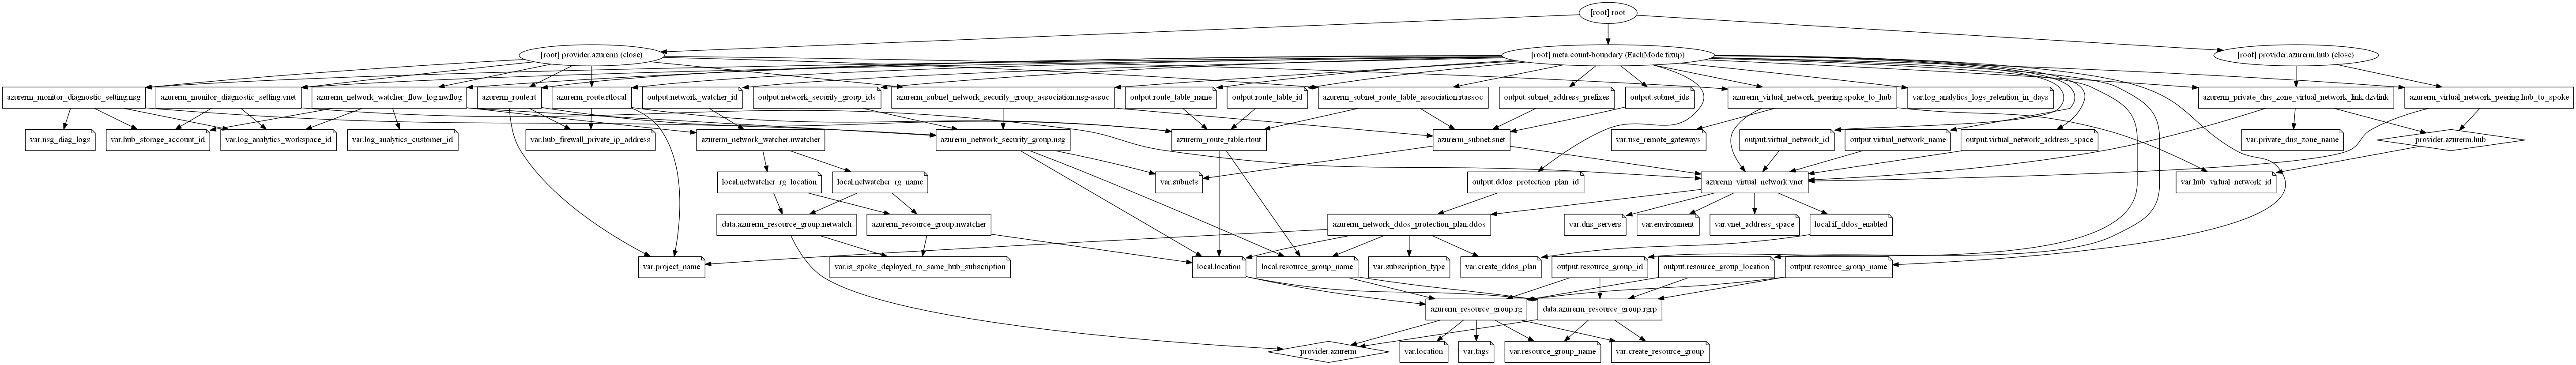 [root] root
[root] provider.azurerm (close)
[root] meta.count-boundary (EachMode fixup)
[root] provider.azurerm.hub (close)
azurerm_monitor_diagnostic_setting.nsg
azurerm_monitor_diagnostic_setting.vnet
azurerm_network_watcher_flow_log.nwflog
azurerm_route.rt
azurerm_route.rtlocal
output.network_watcher_id
output.network_security_group_ids
azurerm_subnet_network_security_group_association.nsg-assoc
output.route_table_name
output.route_table_id
azurerm_subnet_route_table_association.rtassoc
output.subnet_address_prefixes
output.subnet_ids
azurerm_virtual_network_peering.spoke_to_hub
var.log_analytics_logs_retention_in_days
azurerm_private_dns_zone_virtual_network_link.dzvlink
azurerm_virtual_network_peering.hub_to_spoke
var.nsg_diag_logs
var.hub_storage_account_id
var.log_analytics_workspace_id
var.log_analytics_customer_id
var.hub_firewall_private_ip_address
azurerm_network_watcher.nwatcher
azurerm_network_security_group.nsg
azurerm_route_table.rtout
azurerm_subnet.snet
var.use_remote_gateways
output.virtual_network_id
output.virtual_network_name
output.virtual_network_address_space
var.private_dns_zone_name
provider.azurerm.hub
local.netwatcher_rg_location
local.netwatcher_rg_name
var.subnets
output.ddos_protection_plan_id
azurerm_virtual_network.vnet
var.hub_virtual_network_id
data.azurerm_resource_group.netwatch
azurerm_resource_group.nwatcher
azurerm_network_ddos_protection_plan.ddos
var.dns_servers
var.environment
var.vnet_address_space
local.if_ddos_enabled
var.project_name
var.is_spoke_deployed_to_same_hub_subscription
local.location
local.resource_group_name
var.subscription_type
var.create_ddos_plan
output.resource_group_id
output.resource_group_location
output.resource_group_name
azurerm_resource_group.rg
data.azurerm_resource_group.rgrp
provider.azurerm
var.location
var.tags
var.resource_group_name
var.create_resource_group